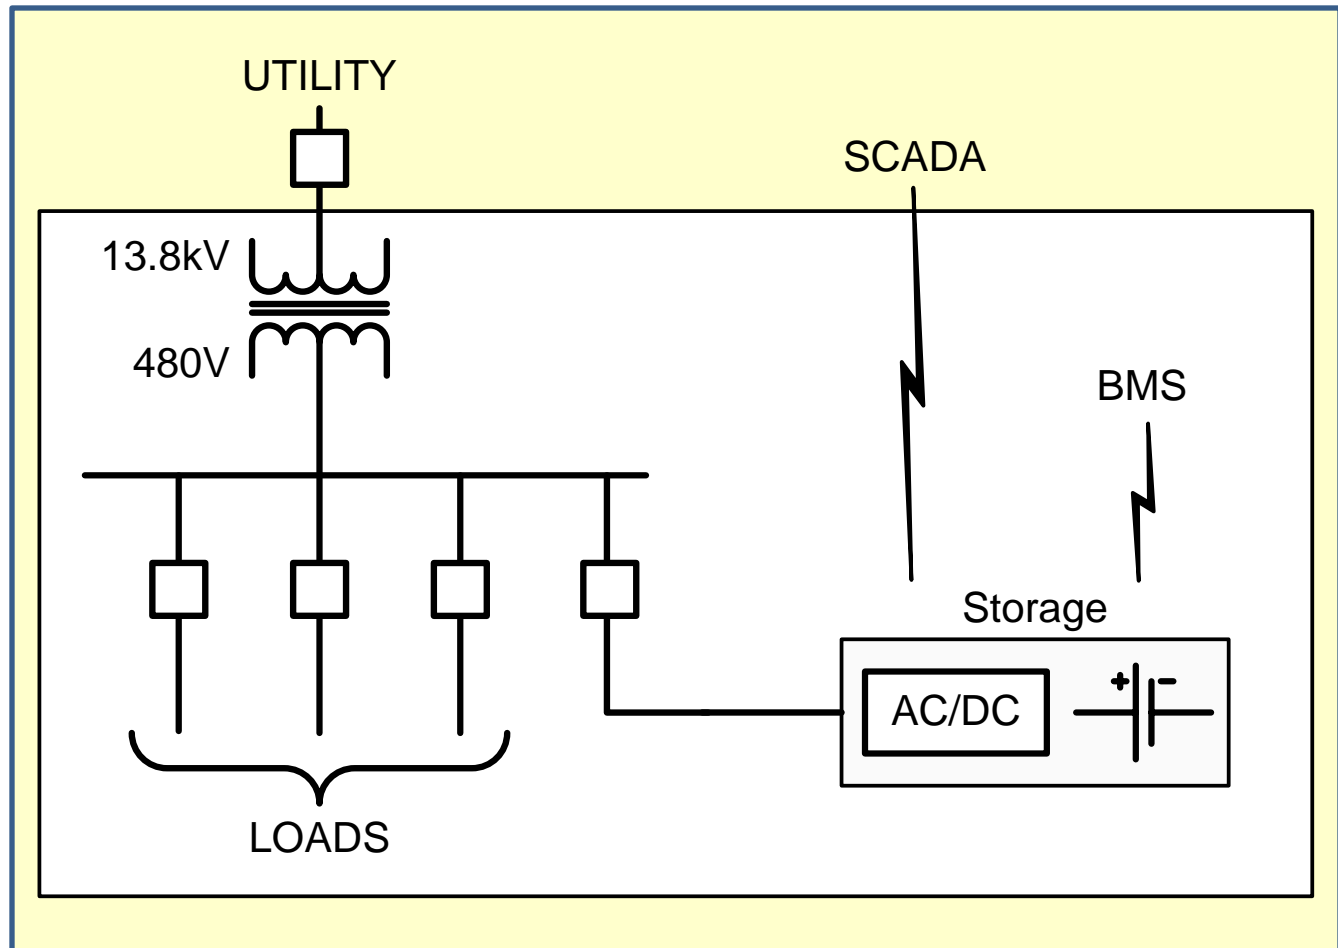 UTILITY
SCADA
13.8kV
480V
BMS
Storage
+ -
AC/DC
LOADS